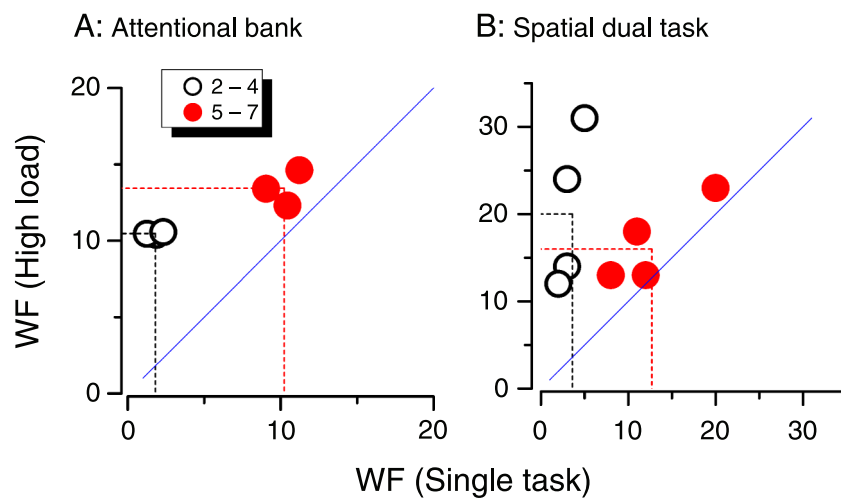 A: Attentional bank
B: Spatial dual task
WF (High load)
20
10
0
0
10
20
2 – 4
5 – 7
30
20
10
0
0
10
20
30
WF (Single task)